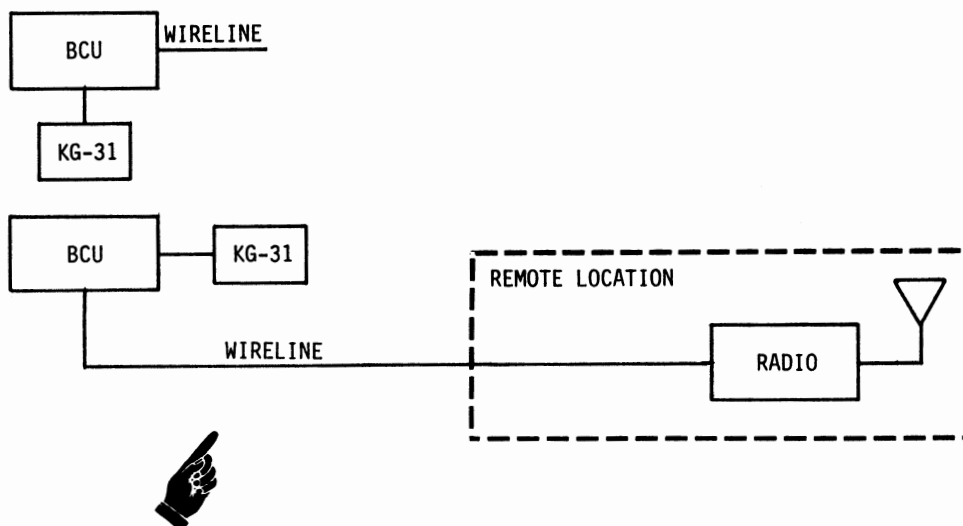 BCU
WIRELINE
KG-31
BCU
KG-31
REMOTE LOCATION
WIRELINE
RADIO